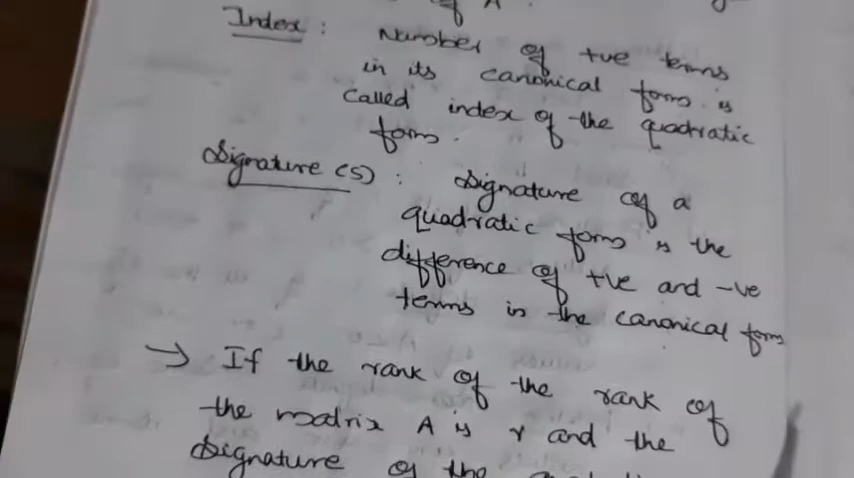 of A.
Index : Number of +ve terms
in its canonical form is
called index of the quadratic
form.
Signature (s) : Signature of a
quadratic form is the
difference of +ve and -ve
terms in the canonical form
→ If the rank of the rank of
the matrix A is r and the
Signature of the